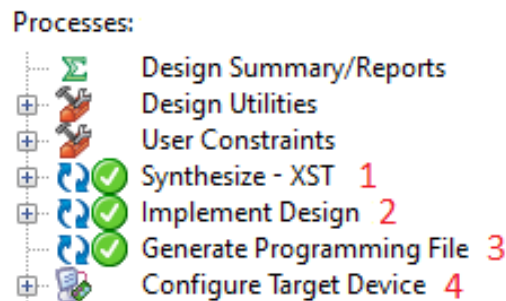 Processes:
Design Summary/Reports
Design Utilities
User Constraints
Synthesize - XST 1
Implement Design 2
Generate Programming File 3
Configure Target Device 4